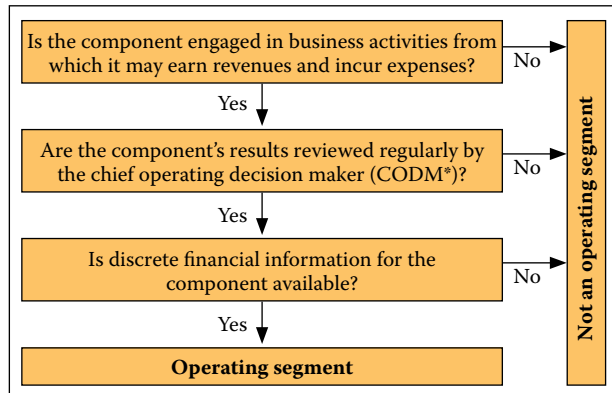 Is the component engaged in business activities from
which it may earn revenues and incur expenses?
No
Yes
Are the component's results reviewed regularly by
the chief operating decision maker (CODM*)?
No
Yes
Is discrete financial information for the
component available?
No
Yes
Operating segment
Not an operating segment